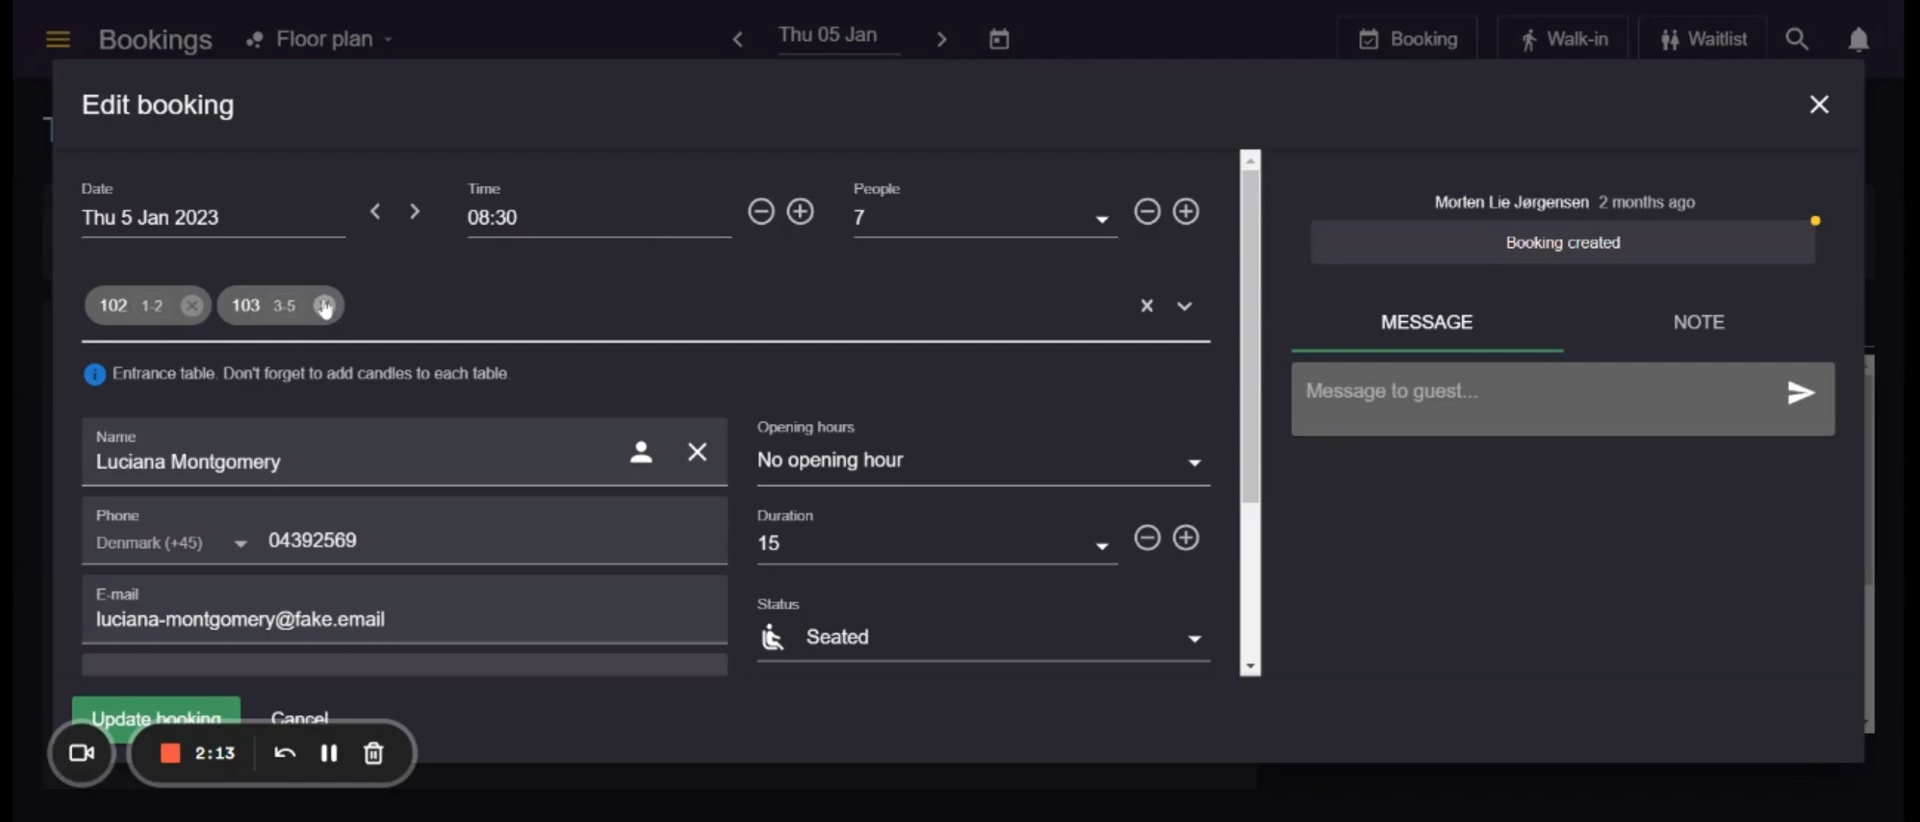 Bookings Floor plan Thu 05 Jan Booking Walk-in Waitlist
Edit booking
Date
Thu 5 Jan 2023
Time
08:30
People
7
102 1-2 103 3-5
Entrance table. Don't forget to add candles to each table.
Name
Luciana Montgomery
Phone
Denmark (+45) 04392569
E-mail
luciana-montgomery@fake.email
Opening hours
No opening hour
Duration
15
Status
Seated
Update booking Cancel
2:13
Morten Lie Jørgensen 2 months ago
Booking created
MESSAGE NOTE
Message to guest...